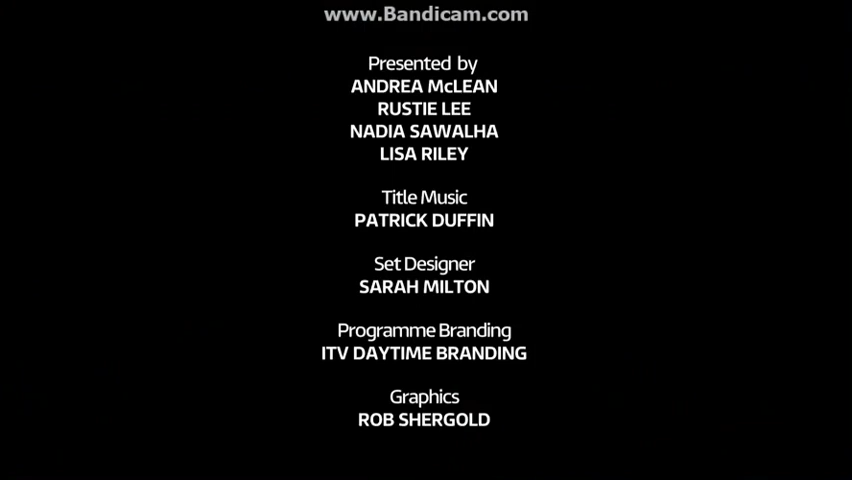 www.Bandicam.com
Presented by
ANDREA McLEAN
RUSTIE LEE
NADIA SAWALHA
LISA RILEY
Title Music
PATRICK DUFFIN
Set Designer
SARAH MILTON
Programme Branding
ITV DAYTIME BRANDING
Graphics
ROB SHERGOLD